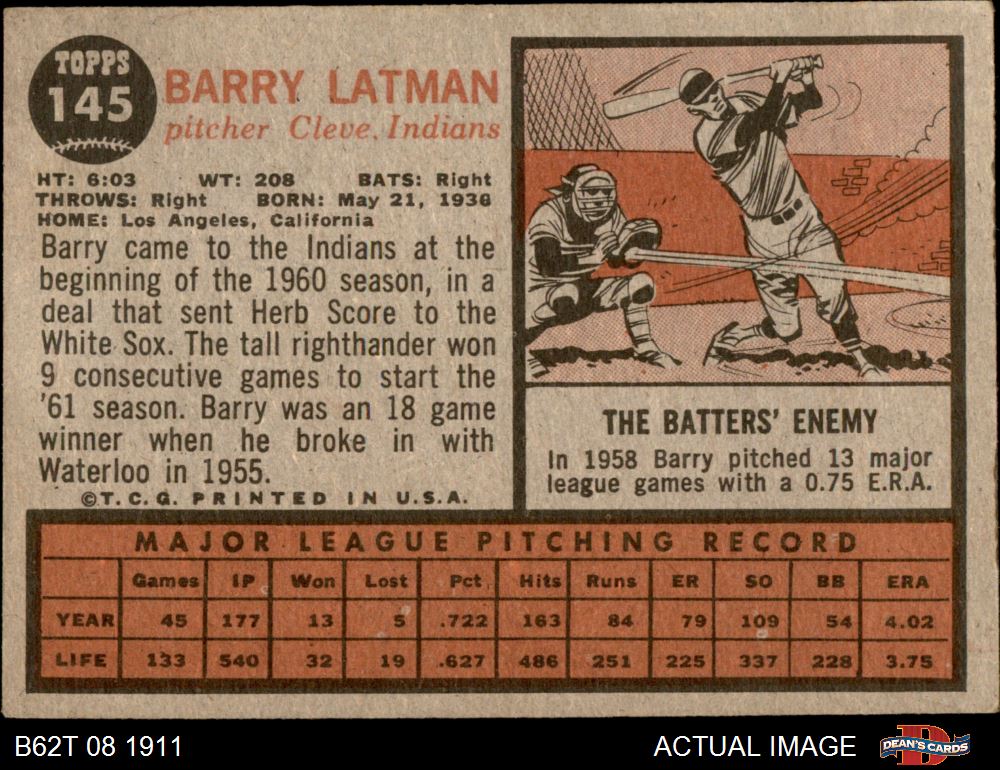 TOPPS
145
BARRY LATMAN
pitcher Cleve. Indians
HT: 6:03 WT: 208 BATS: Right
THROWS: Right BORN: May 21, 1936
HOME: Los Angeles, California
Barry came to the Indians at the
beginning of the 1960 season, in a
deal that sent Herb Score to the
White Sox. The tall righthander won
9 consecutive games to start the
'61 season. Barry was an 18 game
winner when he broke in with
Waterloo in 1955.
©T.C.G. PRINTED IN U.S.A.
THE BATTERS' ENEMY
In 1958 Barry pitched 13 major
league games with a 0.75 E.R.A.
MAJOR LEAGUE PITCHING RECORD
Games IP Won Lost Pct. Hits Runs ER SO BB ERA
YEAR 45 177 13 5 .722 163 84 79 109 54 4.02
LIFE 133 540 32 19 .627 486 251 225 337 228 3.75
B62T 08 1911
ACTUAL IMAGE
D
DEAN'S CARDS